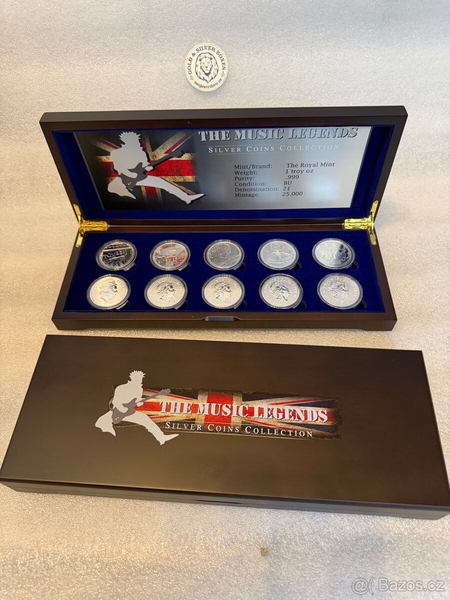 GOLD & SILVER BOXES
THE MUSIC LEGENDS
SILVER COINS COLLECTION
Mint/Brand: The Royal Mint
Weight: 1 troy oz
Purity: .999
Condition: BU
Denomination: 2£
Mintage: 25.000
THE MUSIC LEGENDS
SILVER COINS COLLECTION
Bazos.cz